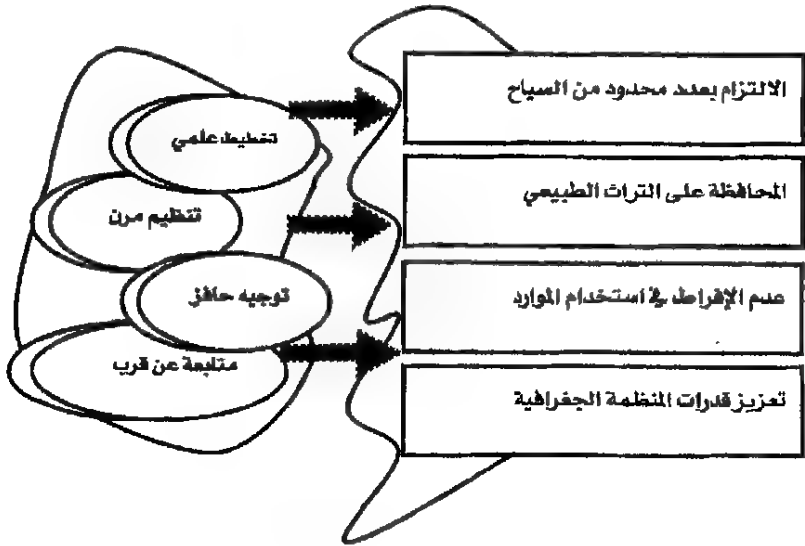 الالتزام بعدد محدود من السياح
المحافظة على التراث الطبيعي
عدم الإفراط في استخدام الموارد
تعزيز قدرات المنظمة الجغرافية
تخطيط علمي
تنظيم مرن
توجيه حافز
متابعة عن قرب